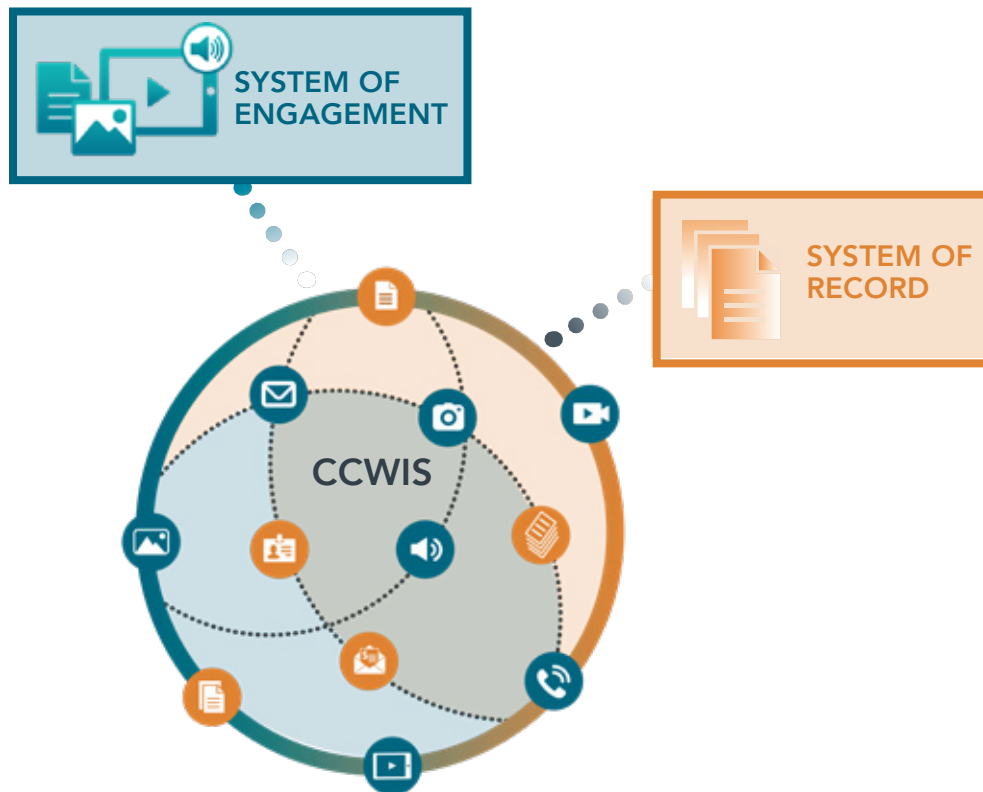 SYSTEM OF
ENGAGEMENT
SYSTEM OF
RECORD
CCWIS